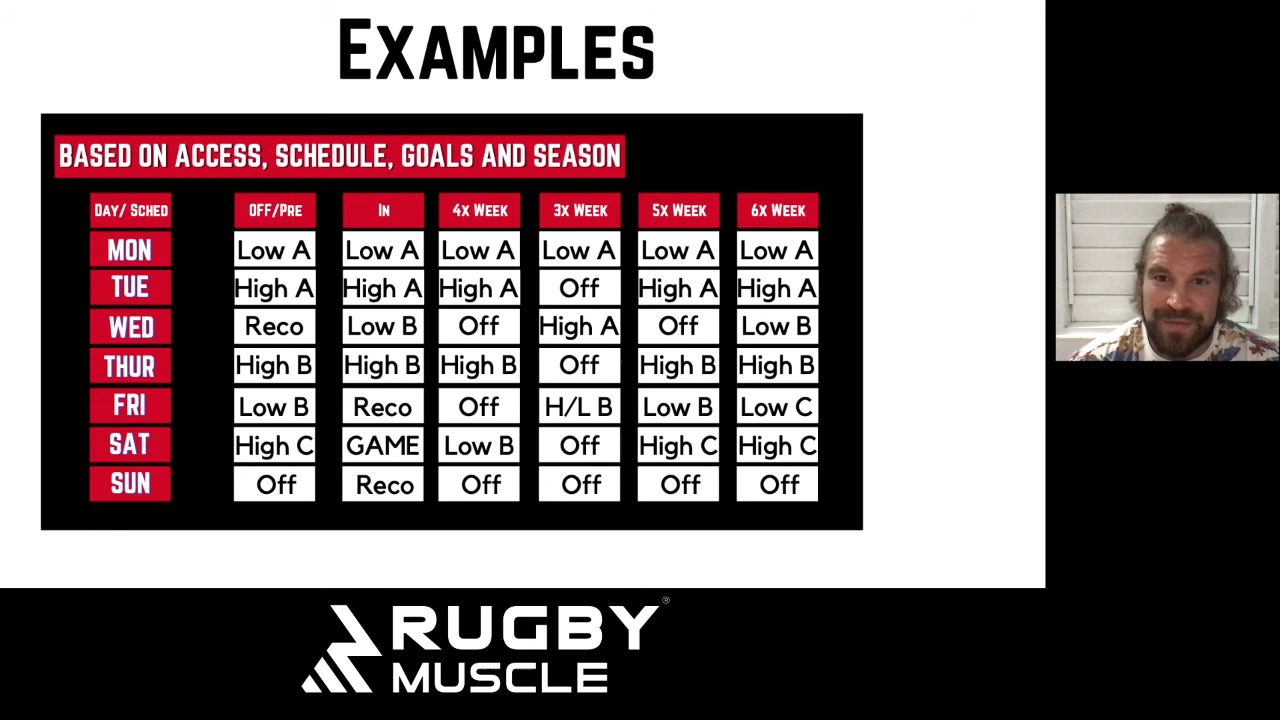 EXAMPLES
BASED ON ACCESS, SCHEDULE, GOALS AND SEASON
DAY/ SCHED OFF/PRE IN 4X WEEK 3X WEEK 5X WEEK 6X WEEK
MON Low A Low A Low A Low A Low A Low A
TUE High A High A High A Off High A High A
WED Reco Low B Off High A Off Low B
THUR High B High B High B Off High B High B
FRI Low B Reco Off H/L B Low B Low C
SAT High C GAME Low B Off High C High C
SUN Off Reco Off Off Off Off
RUGBY ®
MUSCLE